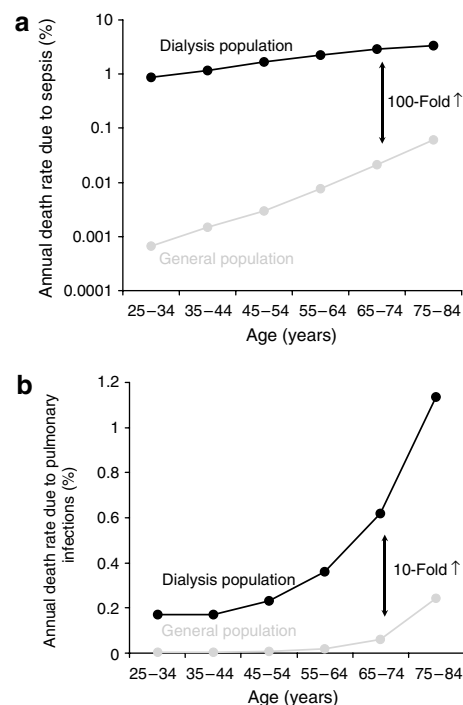 a
Annual death rate due to sepsis (%)
10
1
0.1
0.01
0.001
0.0001
Dialysis population
100-Fold ↑
General population
25–34 35–44 45–54 55–64 65–74 75–84
Age (years)
b
Annual death rate due to pulmonary
infections (%)
1.2
1
0.8
0.6
0.4
0.2
0
Dialysis population
10-Fold ↑
General population
25–34 35–44 45–54 55–64 65–74 75–84
Age (years)